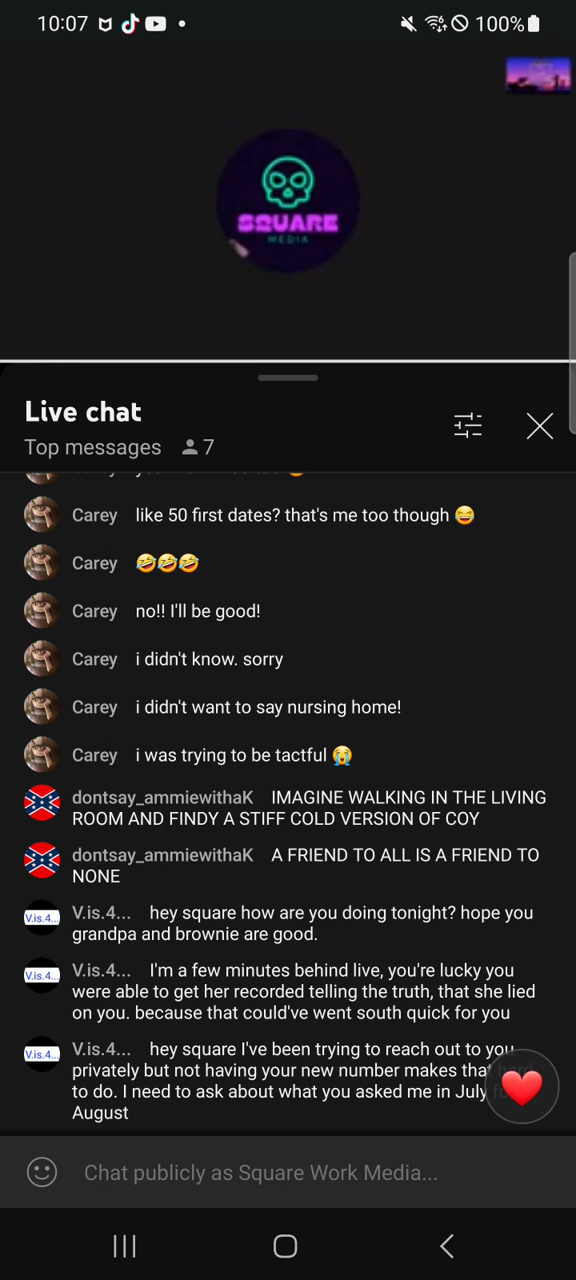 10:07
100%
SQUARE
MEDIA
Live chat
Top messages 7
Carey
Carey like 50 first dates? that's me too though 😂
Carey 🤣🤣🤣
Carey no!! I'll be good!
Carey i didn't know. sorry
Carey i didn't want to say nursing home!
Carey i was trying to be tactful 😭
dontsay_ammiewithaK IMAGINE WALKING IN THE LIVING
ROOM AND FINDY A STIFF COLD VERSION OF COY
dontsay_ammiewithaK A FRIEND TO ALL IS A FRIEND TO
NONE
V.is.4... V.is.4... hey square how are you doing tonight? hope you
grandpa and brownie are good.
V.is.4... V.is.4... I'm a few minutes behind live, you're lucky you
were able to get her recorded telling the truth, that she lied
on you. because that could've went south quick for you
V.is.4... V.is.4... hey square I've been trying to reach out to you
privately but not having your new number makes that hard
to do. I need to ask about what you asked me in July
August
Chat publicly as Square Work Media...